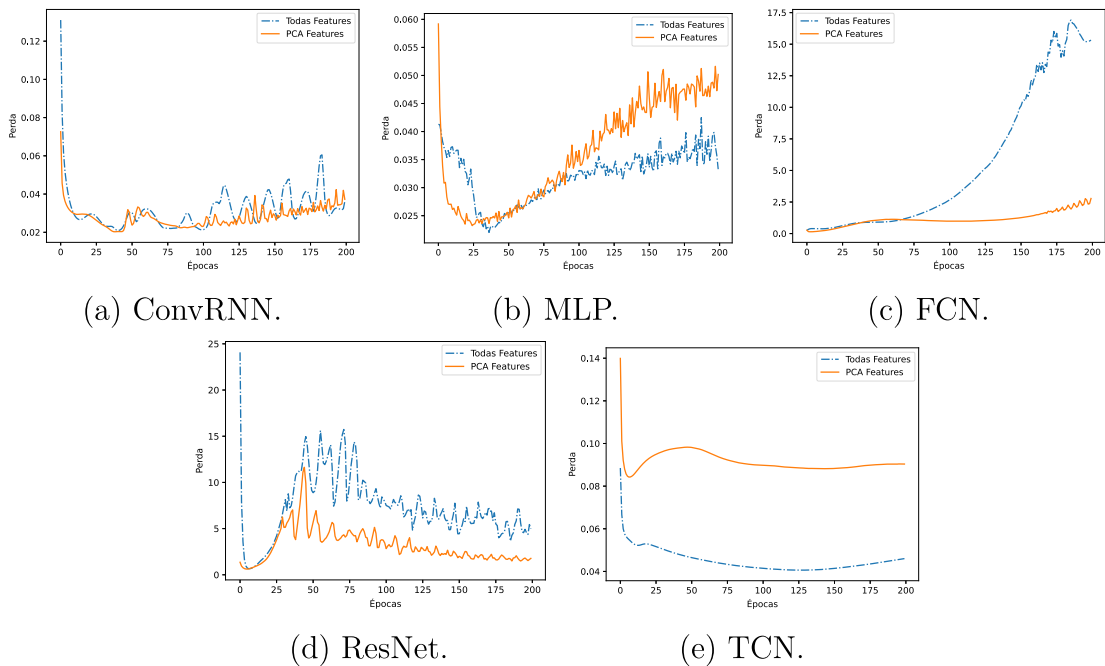 0.12
0.10
0.08
0.06
0.04
0.02
Perda
0 25 50 75 100 125 150 175 200
Épocas
Todas Features
PCA Features
(a) ConvRNN.
0.060
0.055
0.050
0.045
0.040
0.035
0.030
0.025
Perda
0 25 50 75 100 125 150 175 200
Épocas
Todas Features
PCA Features
(b) MLP.
17.5
15.0
12.5
10.0
7.5
5.0
2.5
0.0
Perda
0 25 50 75 100 125 150 175 200
Épocas
Todas Features
PCA Features
(c) FCN.
25
20
15
10
5
0
Perda
0 25 50 75 100 125 150 175 200
Épocas
Todas Features
PCA Features
(d) ResNet.
0.14
0.12
0.10
0.08
0.06
0.04
Perda
0 25 50 75 100 125 150 175 200
Épocas
Todas Features
PCA Features
(e) TCN.